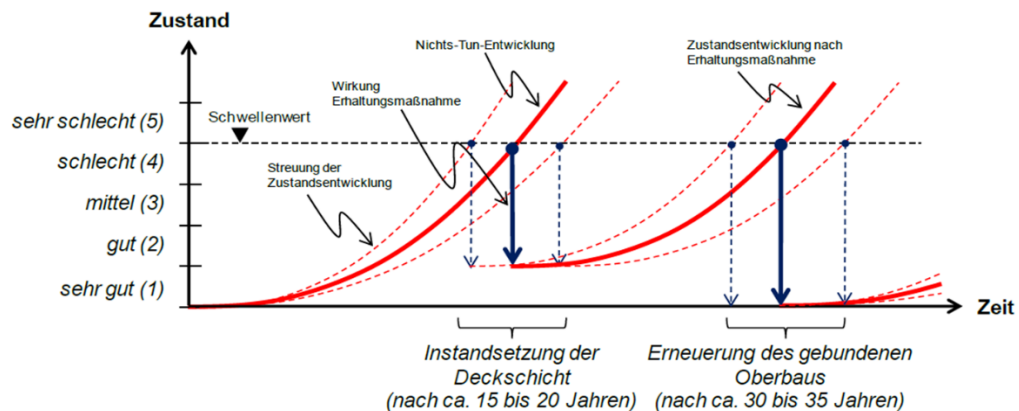 Zustand
Nichts-Tun-Entwicklung
Zustandsentwicklung nach
Erhaltungsmaßnahme
Wirkung
Erhaltungsmaßnahme
sehr schlecht (5)
Schwellenwert
schlecht (4)
Streuung der
Zustandsentwicklung
mittel (3)
gut (2)
sehr gut (1)
Zeit
Instandsetzung der
Deckschicht
(nach ca. 15 bis 20 Jahren)
Erneuerung des gebundenen
Oberbaus
(nach ca. 30 bis 35 Jahren)